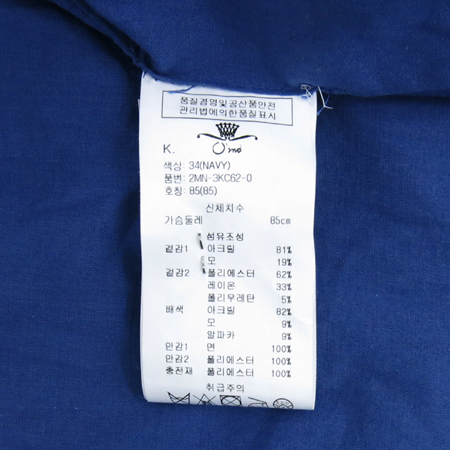 품질경영및공산품안전
관리법에의한품질표시
K.
색상: 34(NAVY)
품번: 2MN-3KC62-0
호칭: 85(85)
신체치수
가슴둘레 85cm
섬유조성
겉감1 아크릴 81%
모 19%
겉감2 폴리에스터 62%
레이온 33%
폴리우레탄 5%
배색 아크릴 82%
모 9%
알파카 9%
안감1 면 100%
안감2 폴리에스터 100%
충전재 폴리에스터 100%
취급주의